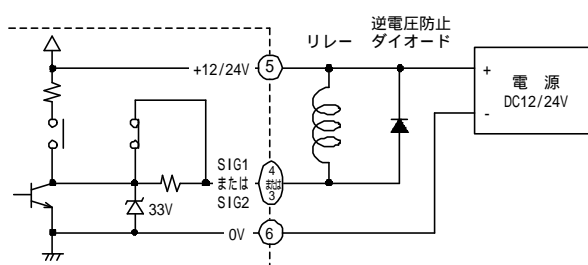 逆電圧防止
リレー ダイオード
+12/24V 5
+
電源
DC12/24V
-
SIG1
または
SIG2
4
または
3
33V
0V 6